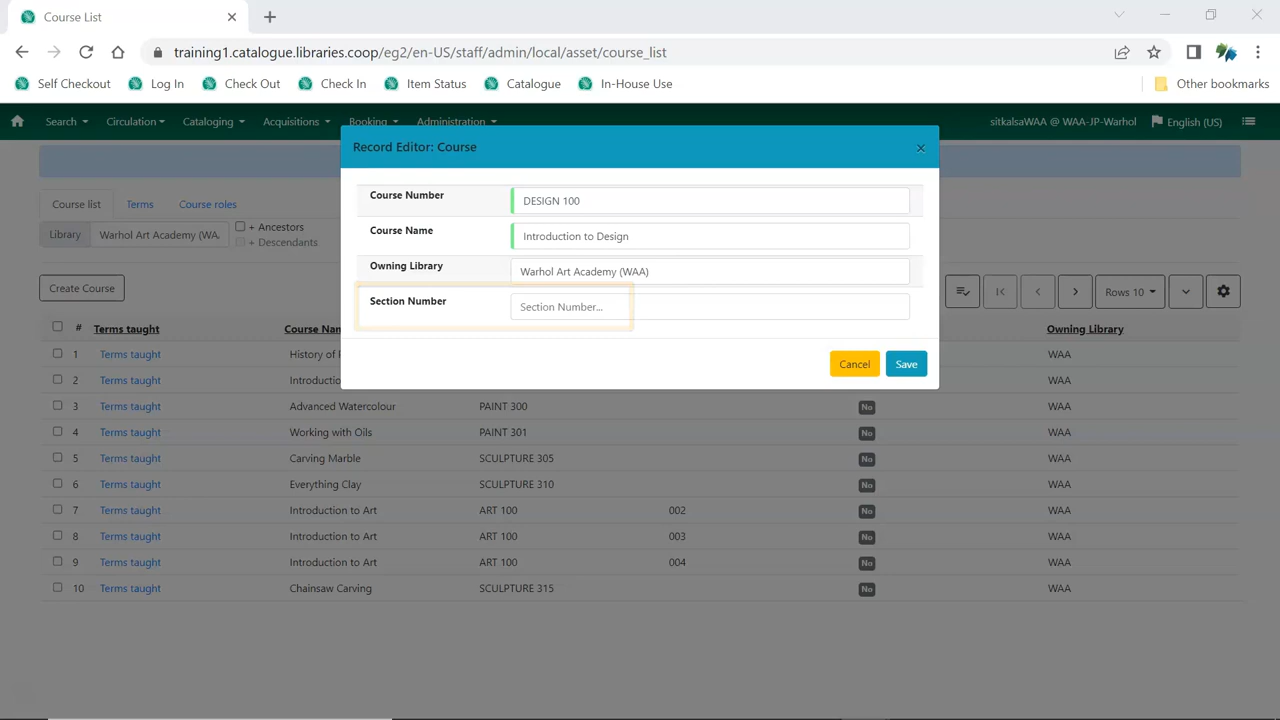 Course List
training1.catalogue.libraries.coop/eg2/en-US/staff/admin/local/asset/course_list
Self Checkout Log In Check Out Check In Item Status Catalogue In-House Use Other bookmarks
Search Circulation Cataloging Acquisitions Booking Administration sitkalsaWAA @ WAA-JP-Warhol English (US)
Record Editor: Course ×
Course Number DESIGN 100
Course Name Introduction to Design
Owning Library Warhol Art Academy (WAA)
Section Number Section Number...
Cancel Save
Course list Terms Course roles
Library Warhol Art Academy (WA + Ancestors
+ Descendants
Create Course Rows 10
# Terms taught Course Owning Library
1 Terms taught History of WAA
2 Terms taught WAA
3 Terms taught Advanced Watercolour PAINT 300 No WAA
4 Terms taught Working with Oils PAINT 301 No WAA
5 Terms taught Carving Marble SCULPTURE 305 No WAA
6 Terms taught Everything Clay SCULPTURE 310 No WAA
7 Terms taught Introduction to Art ART 100 002 No WAA
8 Terms taught Introduction to Art ART 100 003 No WAA
9 Terms taught Introduction to Art ART 100 004 No WAA
10 Terms taught Chainsaw Carving SCULPTURE 315 No WAA